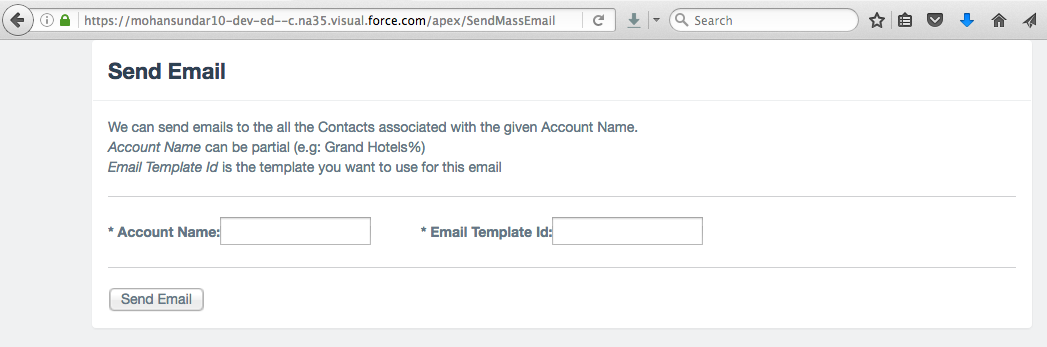 https://mohansundar10-dev-ed--c.na35.visual.force.com/apex/SendMassEmail Search
Send Email
We can send emails to the all the Contacts associated with the given Account Name.
Account Name can be partial (e.g: Grand Hotels%)
Email Template Id is the template you want to use for this email
* Account Name: * Email Template Id:
Send Email